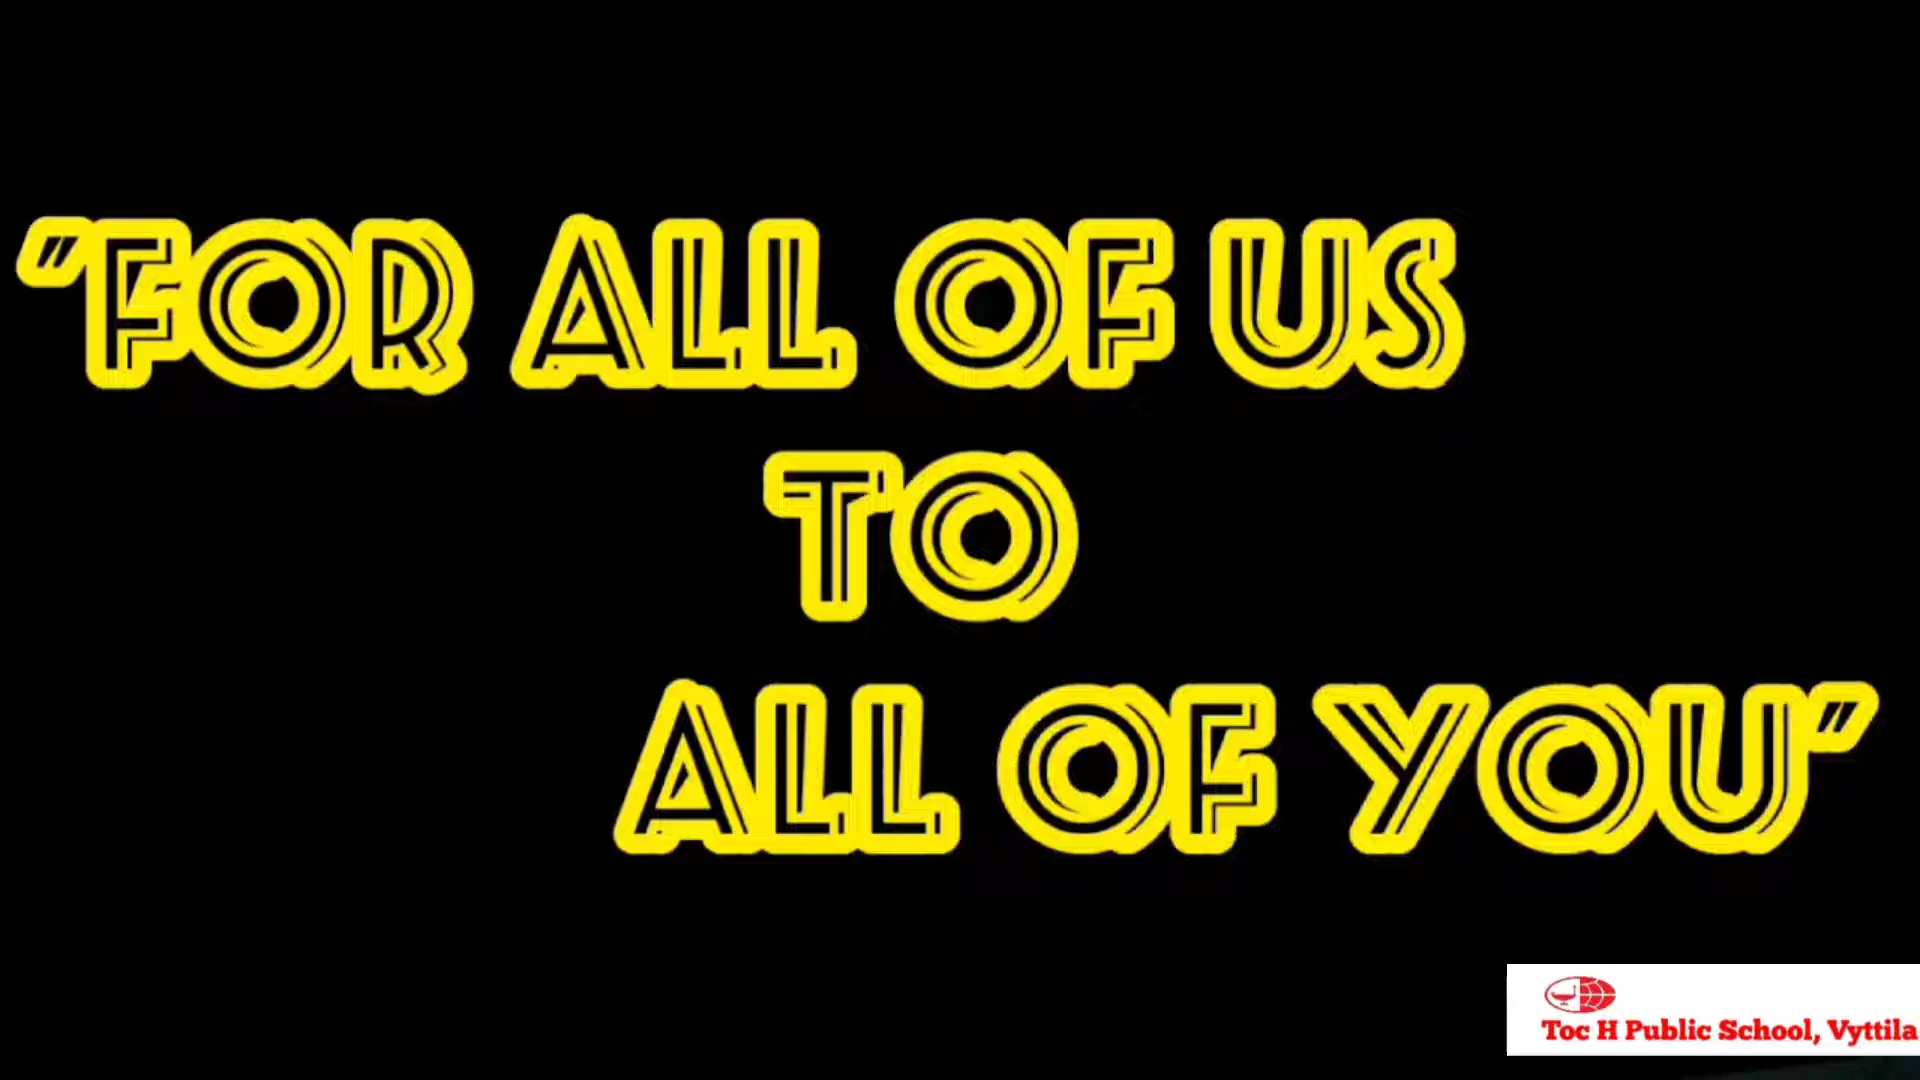 "FOR ALL OF US
TO
ALL OF YOU"
Toc H Public School, Vyttila